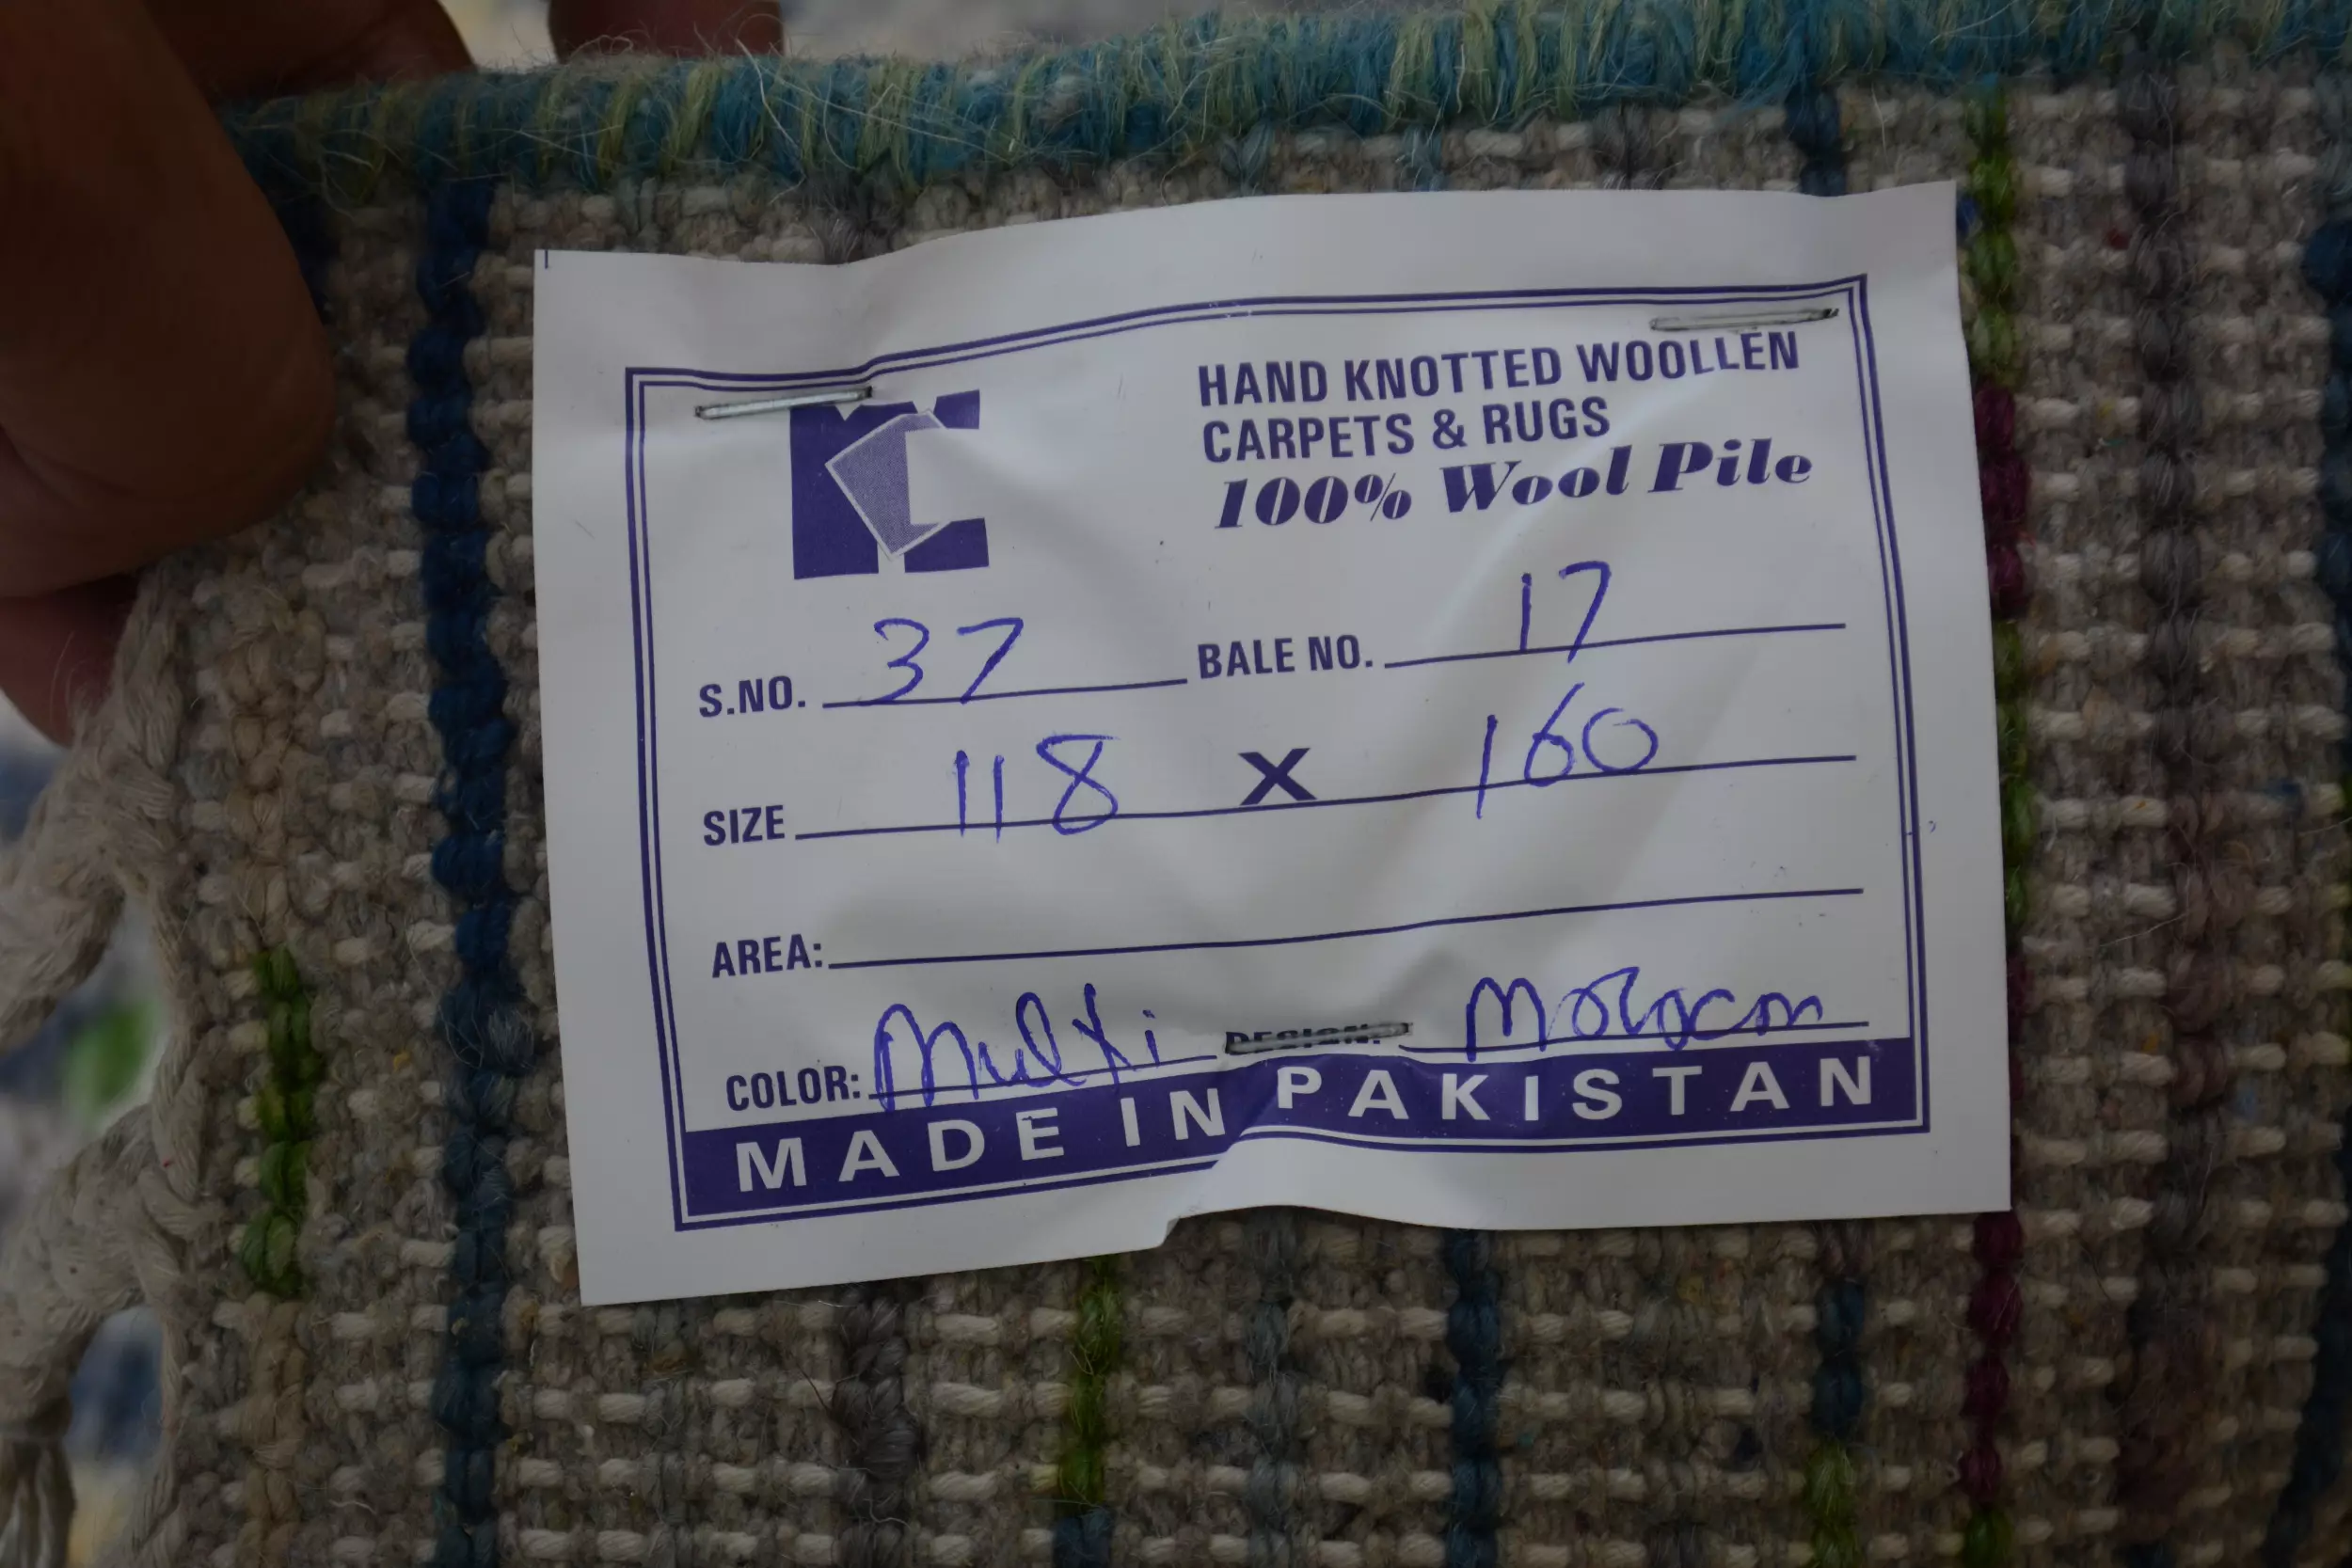 HAND KNOTTED WOOLLEN
CARPETS & RUGS
100% Wool Pile
S.NO. 37 BALE NO. 17
SIZE 118 X 160
AREA:
COLOR: Multi DESIGN:
MADE IN PAKISTAN